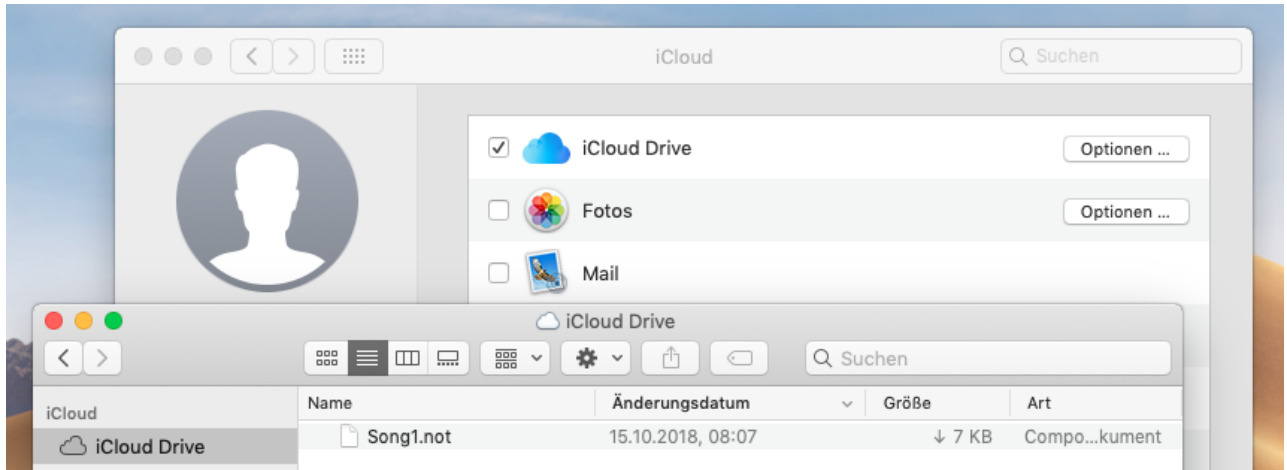 iCloud
Suchen
iCloud Drive
Optionen ...
Fotos
Optionen ...
Mail
iCloud Drive
Suchen
iCloud
Name Änderungsdatum Größe Art
iCloud Drive
Song1.not 15.10.2018, 08:07 ↓ 7 KB Compo...kument